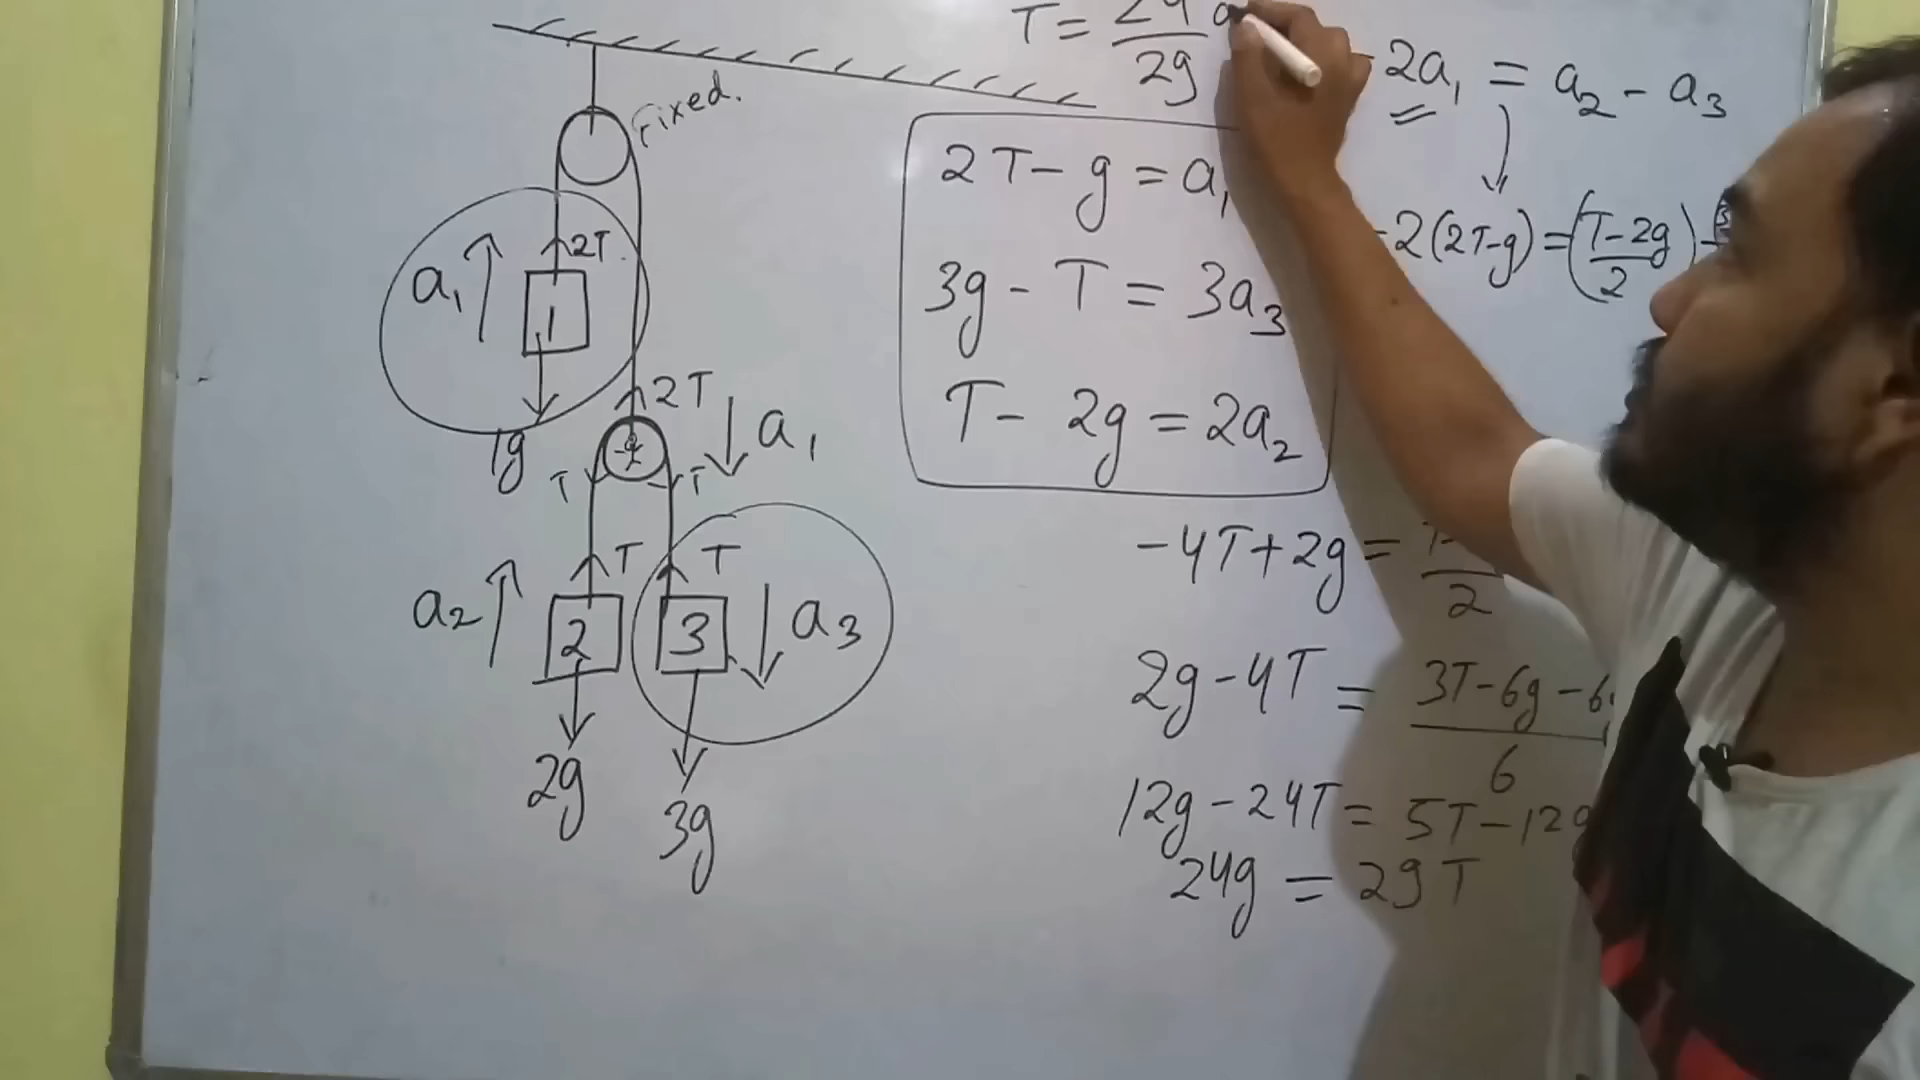 Fixed.
2T
a₁
1
1g
2T
a₁
T
T
T
T
a₂
2
3
a₃
2g
3g
T = 24
29
- 2a₁ = a₂ - a₃
2T - g = a₁
3g - T = 3a₃
T - 2g = 2a₂
-2(2T-g) = (T-2g)
2
-4T + 2g =
2
2g - 4T = 3T - 6g - 6
6
12g - 24T = 5T - 12g
24g = 29T